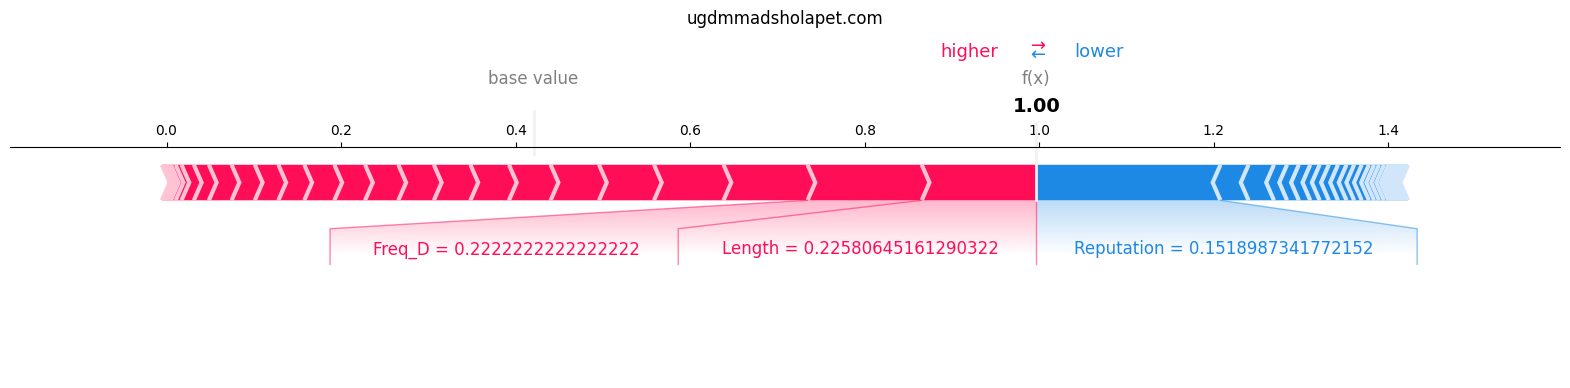 ugdmmadsholapet.com
higher → ← lower
base value f(x)
1.00
0.0 0.2 0.4 0.6 0.8 1.0 1.2 1.4
Freq_D = 0.2222222222222222 Length = 0.22580645161290322 Reputation = 0.1518987341772152